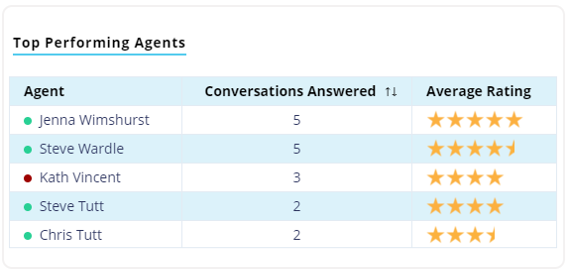 Top Performing Agents
Agent Conversations Answered ↑↓ Average Rating
Jenna Wimshurst 5
Steve Wardle 5
Kath Vincent 3
Steve Tutt 2
Chris Tutt 2